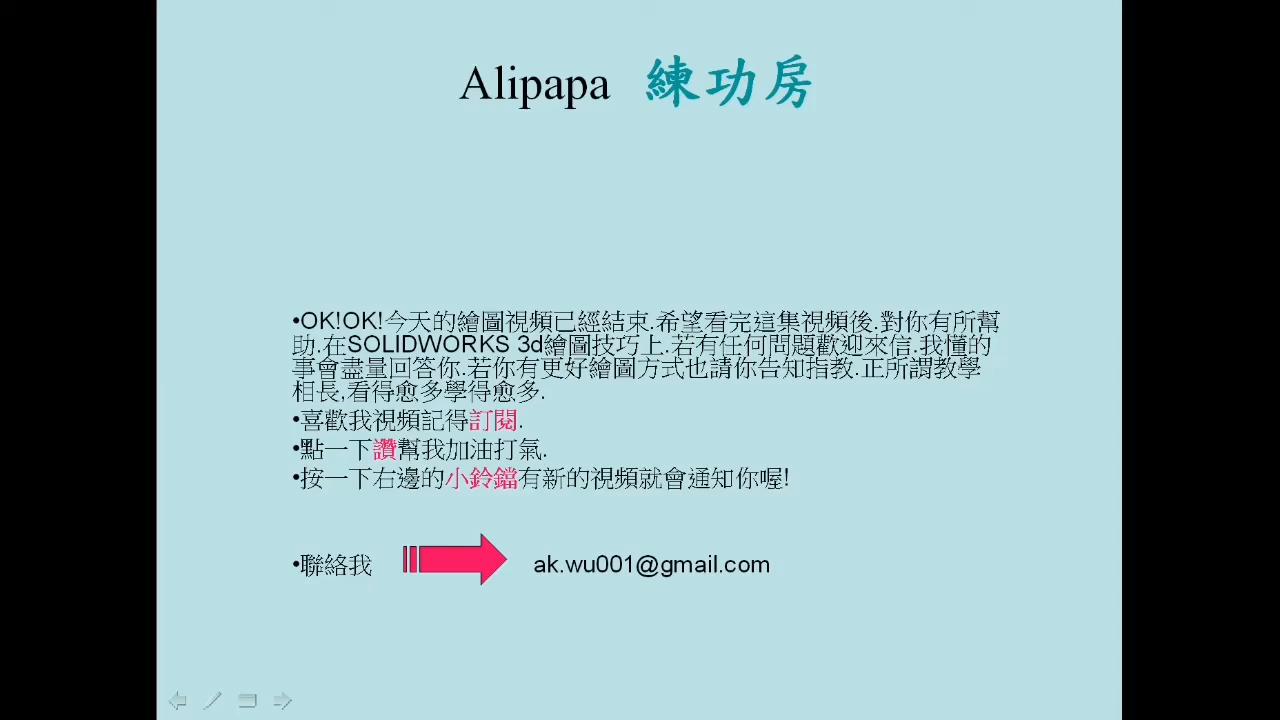 Alipapa 練功房
•OK!OK!今天的繪圖視頻已經結束.希望看完這集視頻後.對你有所幫
助.在SOLIDWORKS 3d繪圖技巧上.若有任何問題歡迎來信.我懂的
事會盡量回答你.若你有更好繪圖方式也請你告知指教.正所謂教學
相長,看得愈多學得愈多.
•喜歡我視頻記得訂閱.
•點一下讚幫我加油打氣.
•按一下右邊的小鈴鐺有新的視頻就會通知你喔!
•聯絡我 ak.wu001@gmail.com